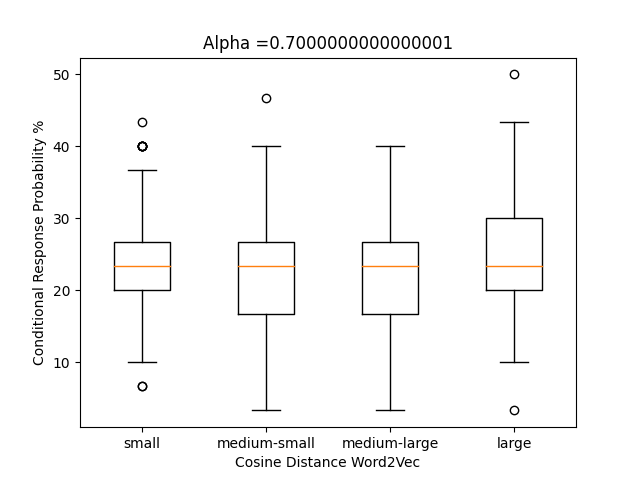 Alpha =0.7000000000000001
Conditional Response Probability %
50
40
30
20
10
small medium-small medium-large large
Cosine Distance Word2Vec